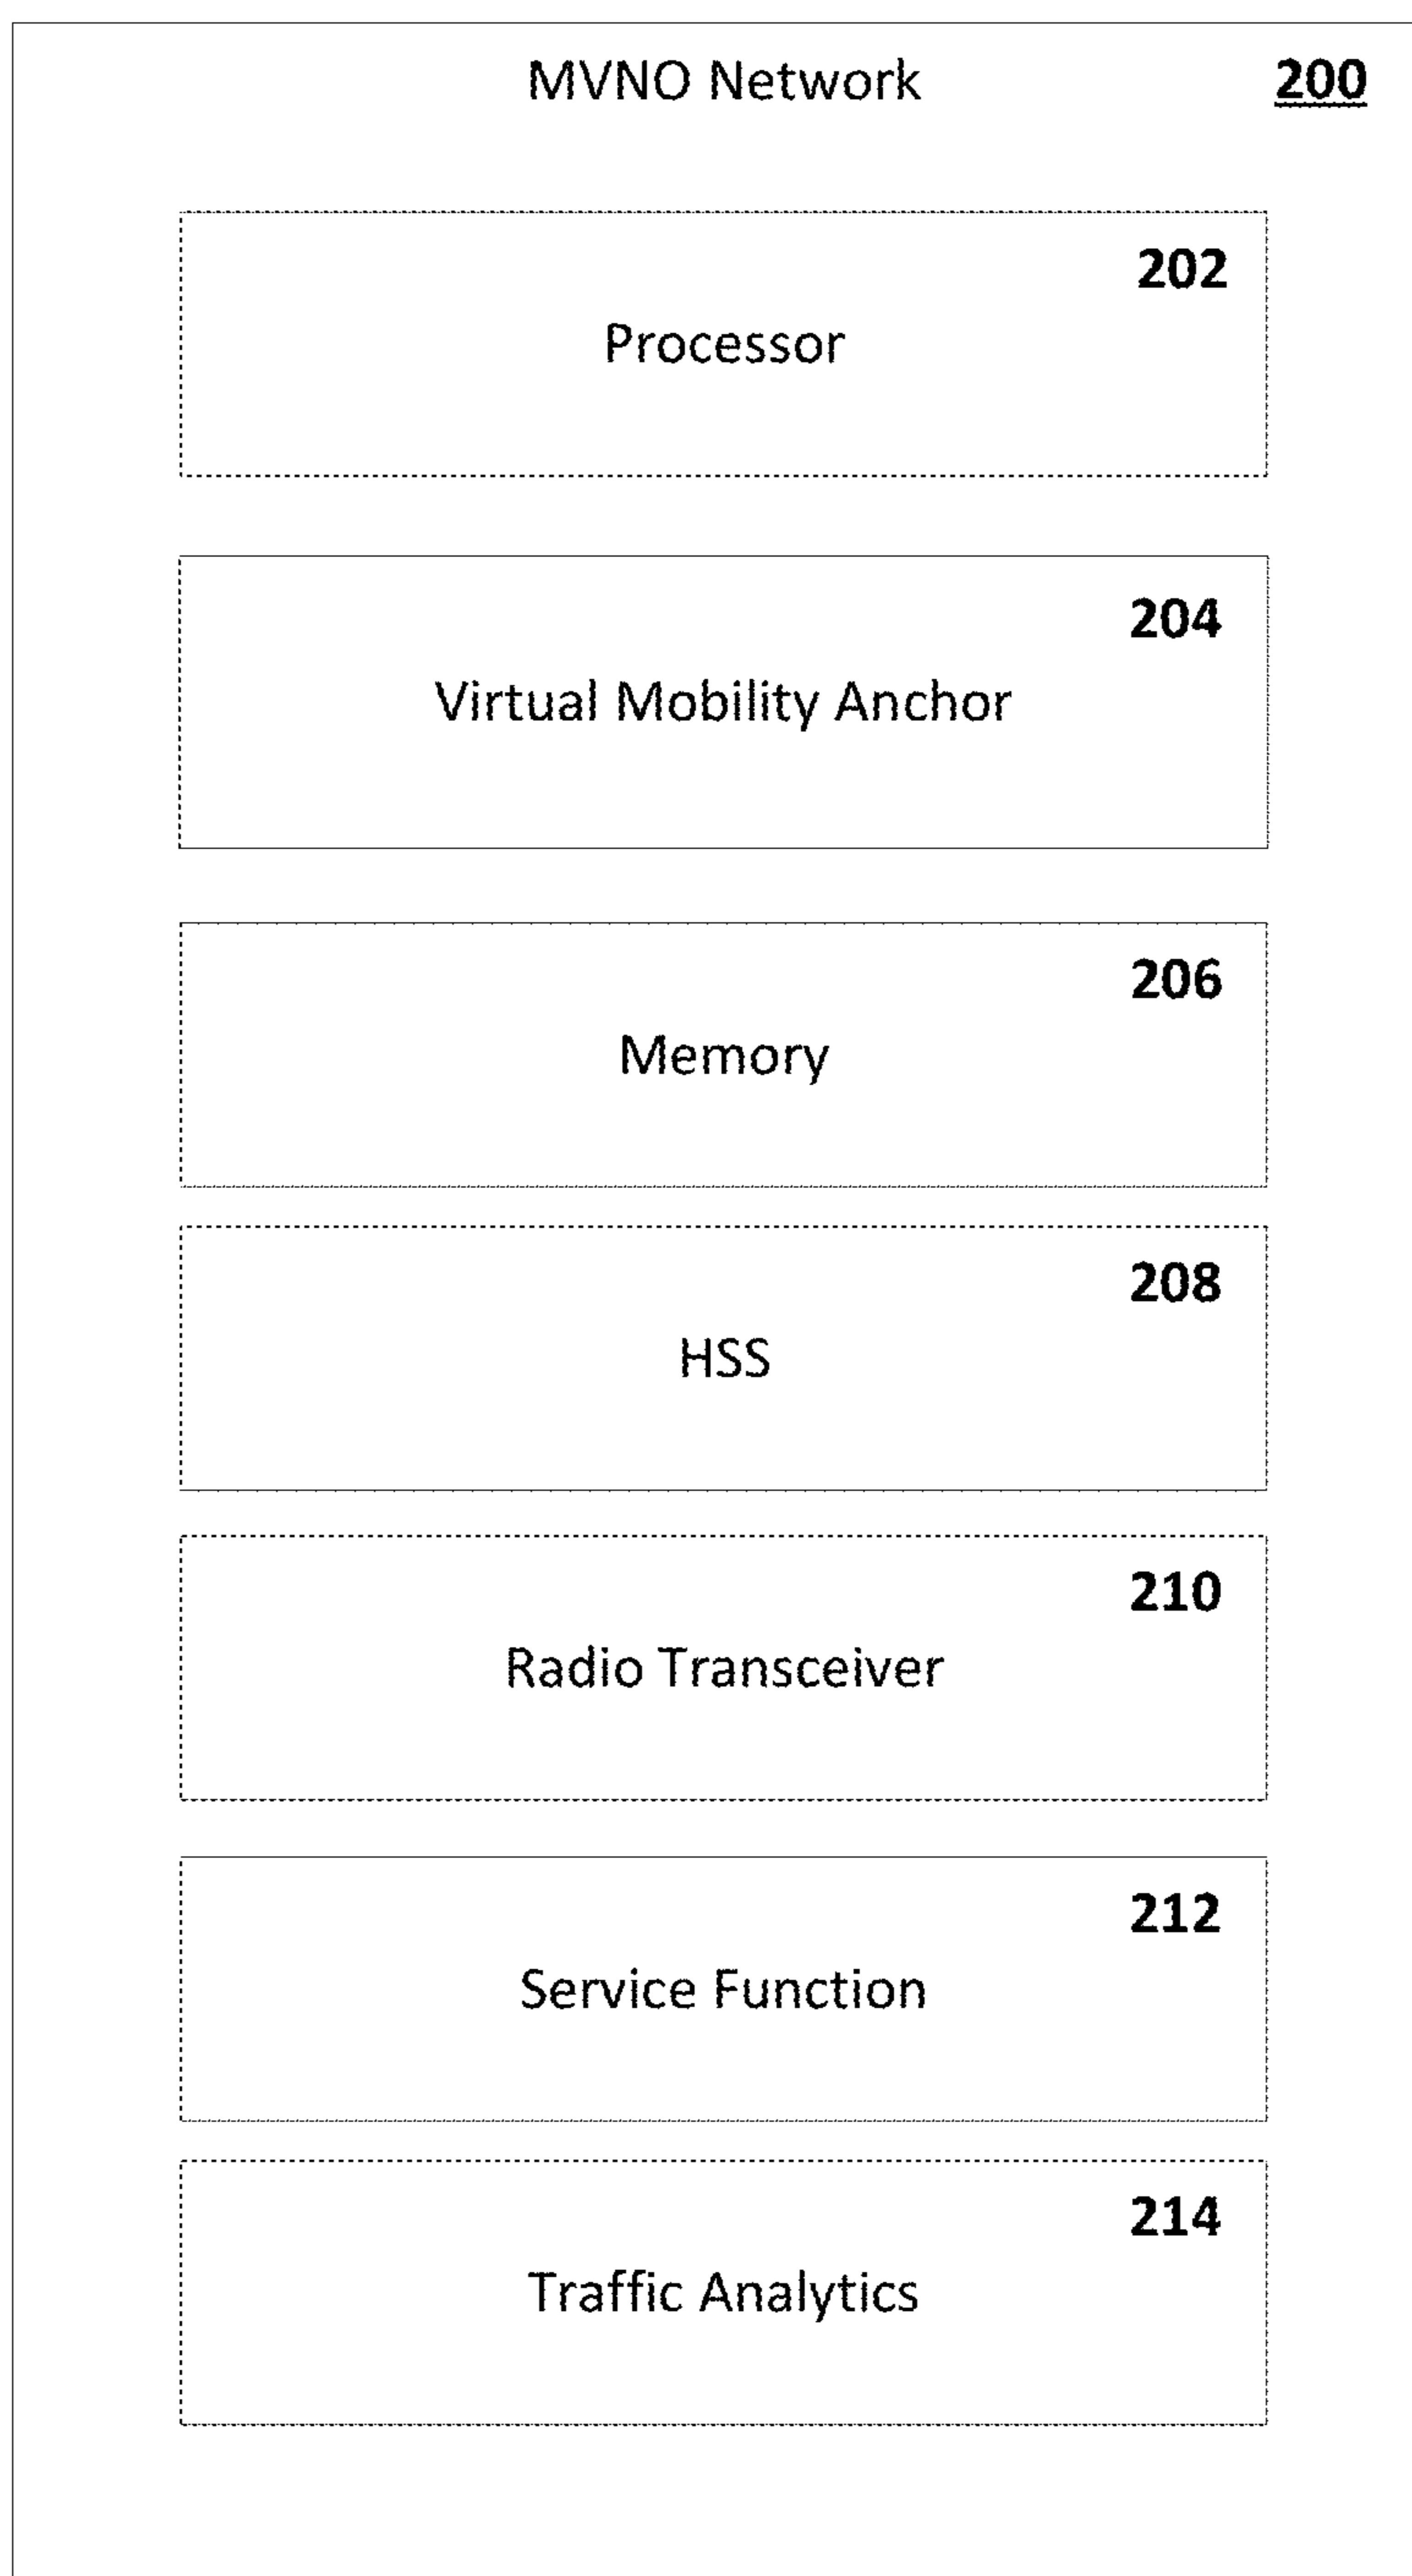 MVNO Network 200
202
Processor
204
Virtual Mobility Anchor
206
Memory
208
HSS
210
Radio Transceiver
212
Service Function
214
Traffic Analytics